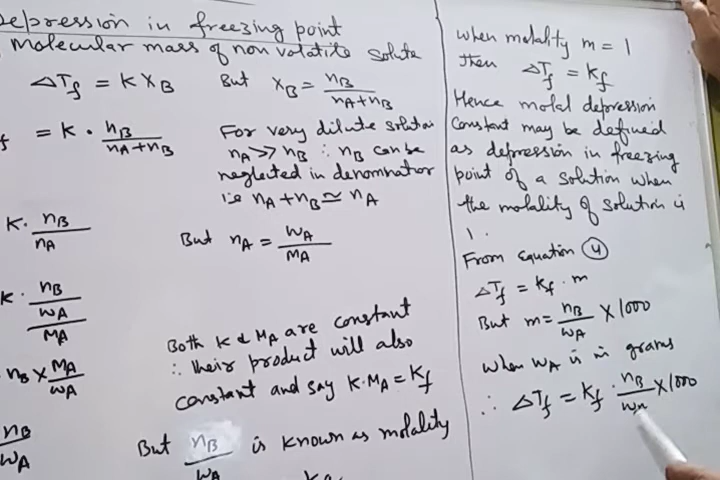 Depression in freezing point
Molecular mass of non volatile solute
ΔTf = K XB But XB = nB/nA+nB
f = K · nB/nA+nB For very dilute solution
nA >> nB ∴ nB can be
neglected in denominator
i.e nA + nB ≃ nA
K · nB/nA But nA = WA/MA
K · nB/(WA/MA)
Both K & MA are constant
nB × MA/WA ∴ their product will also
constant and say K·MA = Kf
nB/WA But nB/WA is known as molality
when molality m = 1
then ΔTf = Kf
Hence molal depression
constant may be defined
as depression in freezing
point of a solution when
the molality of solution is
1.
From Equation 4
ΔTf = Kf · m
But m = nB/WA × 1000
when WA is in grams
∴ ΔTf = Kf · nB/WA × 1000